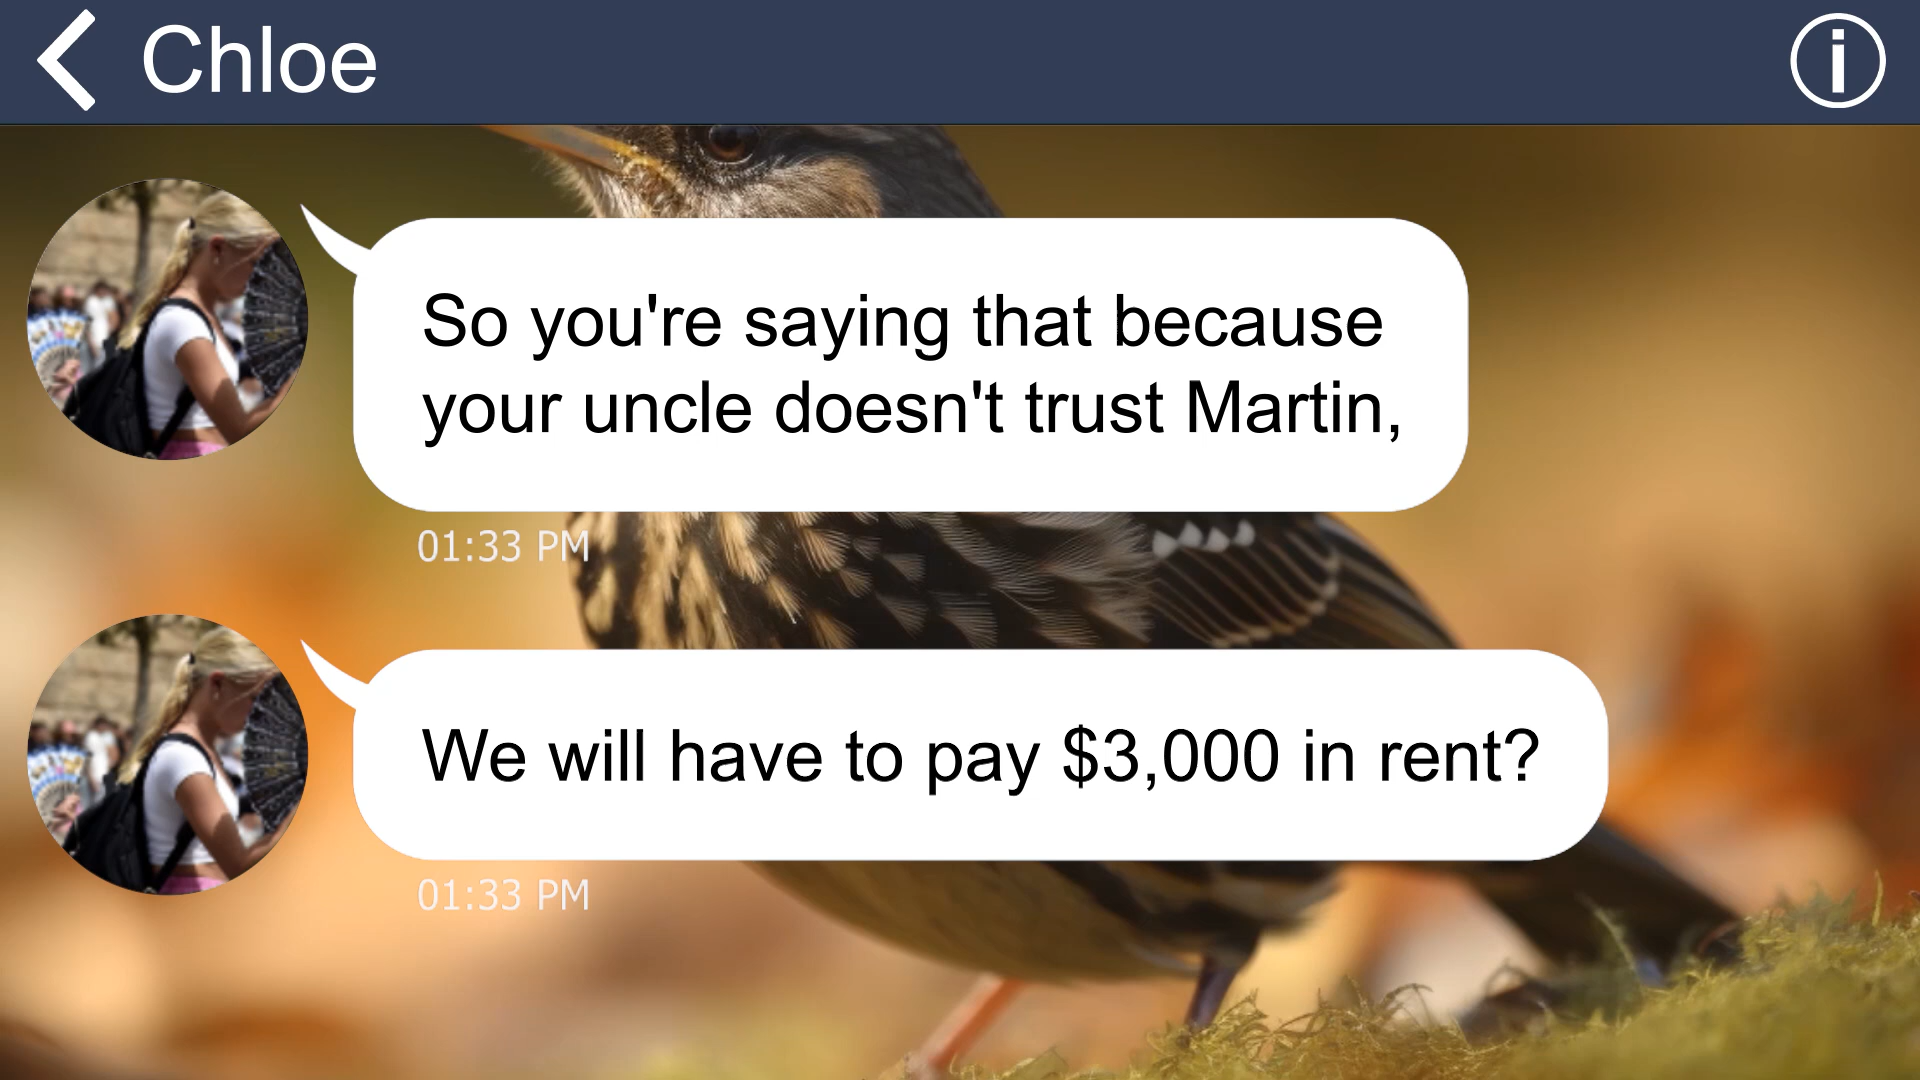 Chloe
So you're saying that because
your uncle doesn't trust Martin,
01:33 PM
We will have to pay $3,000 in rent?
01:33 PM